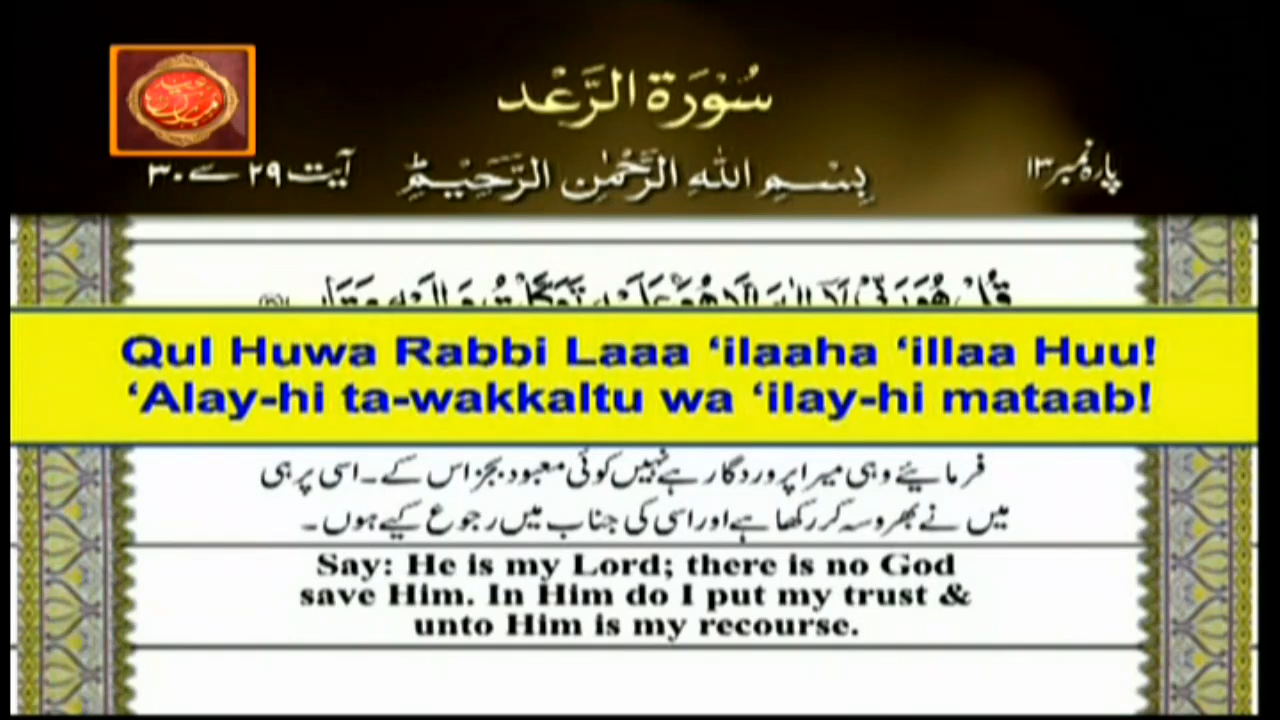 سُوْرَۃُ الرَّعْد
پارہ نمبر ۱۳
بِسْمِ اللهِ الرَّحْمٰنِ الرَّحِيْمِ
آیت ۲۹ سے ۳۰
Qul Huwa Rabbi Laaa ‘ilaaha ‘illaa Huu!
‘Alay-hi ta-wakkaltu wa ‘ilay-hi mataab!
فرمائیے وہی میرا پروردگار ہے نہیں کوئی معبود بجز اس کے۔ اسی پر ہی
میں نے بھروسہ کر رکھا ہے اور اسی کی جناب میں رجوع کیے ہوں۔
Say: He is my Lord; there is no God
save Him. In Him do I put my trust &
unto Him is my recourse.